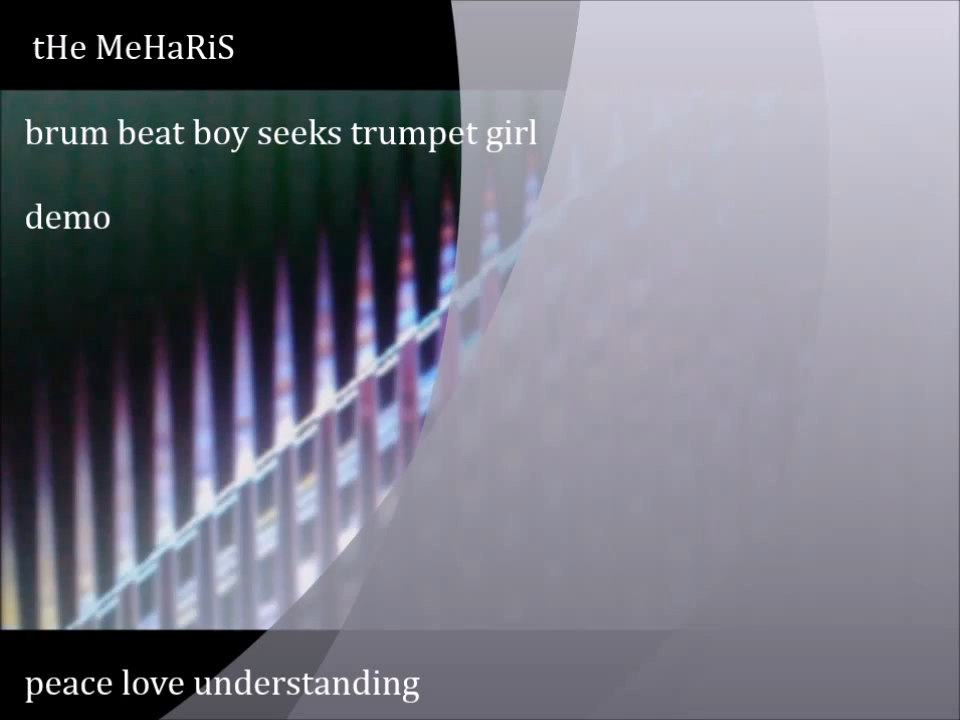 tHe MeHaRiS
brum beat boy seeks trumpet girl
demo
peace love understanding